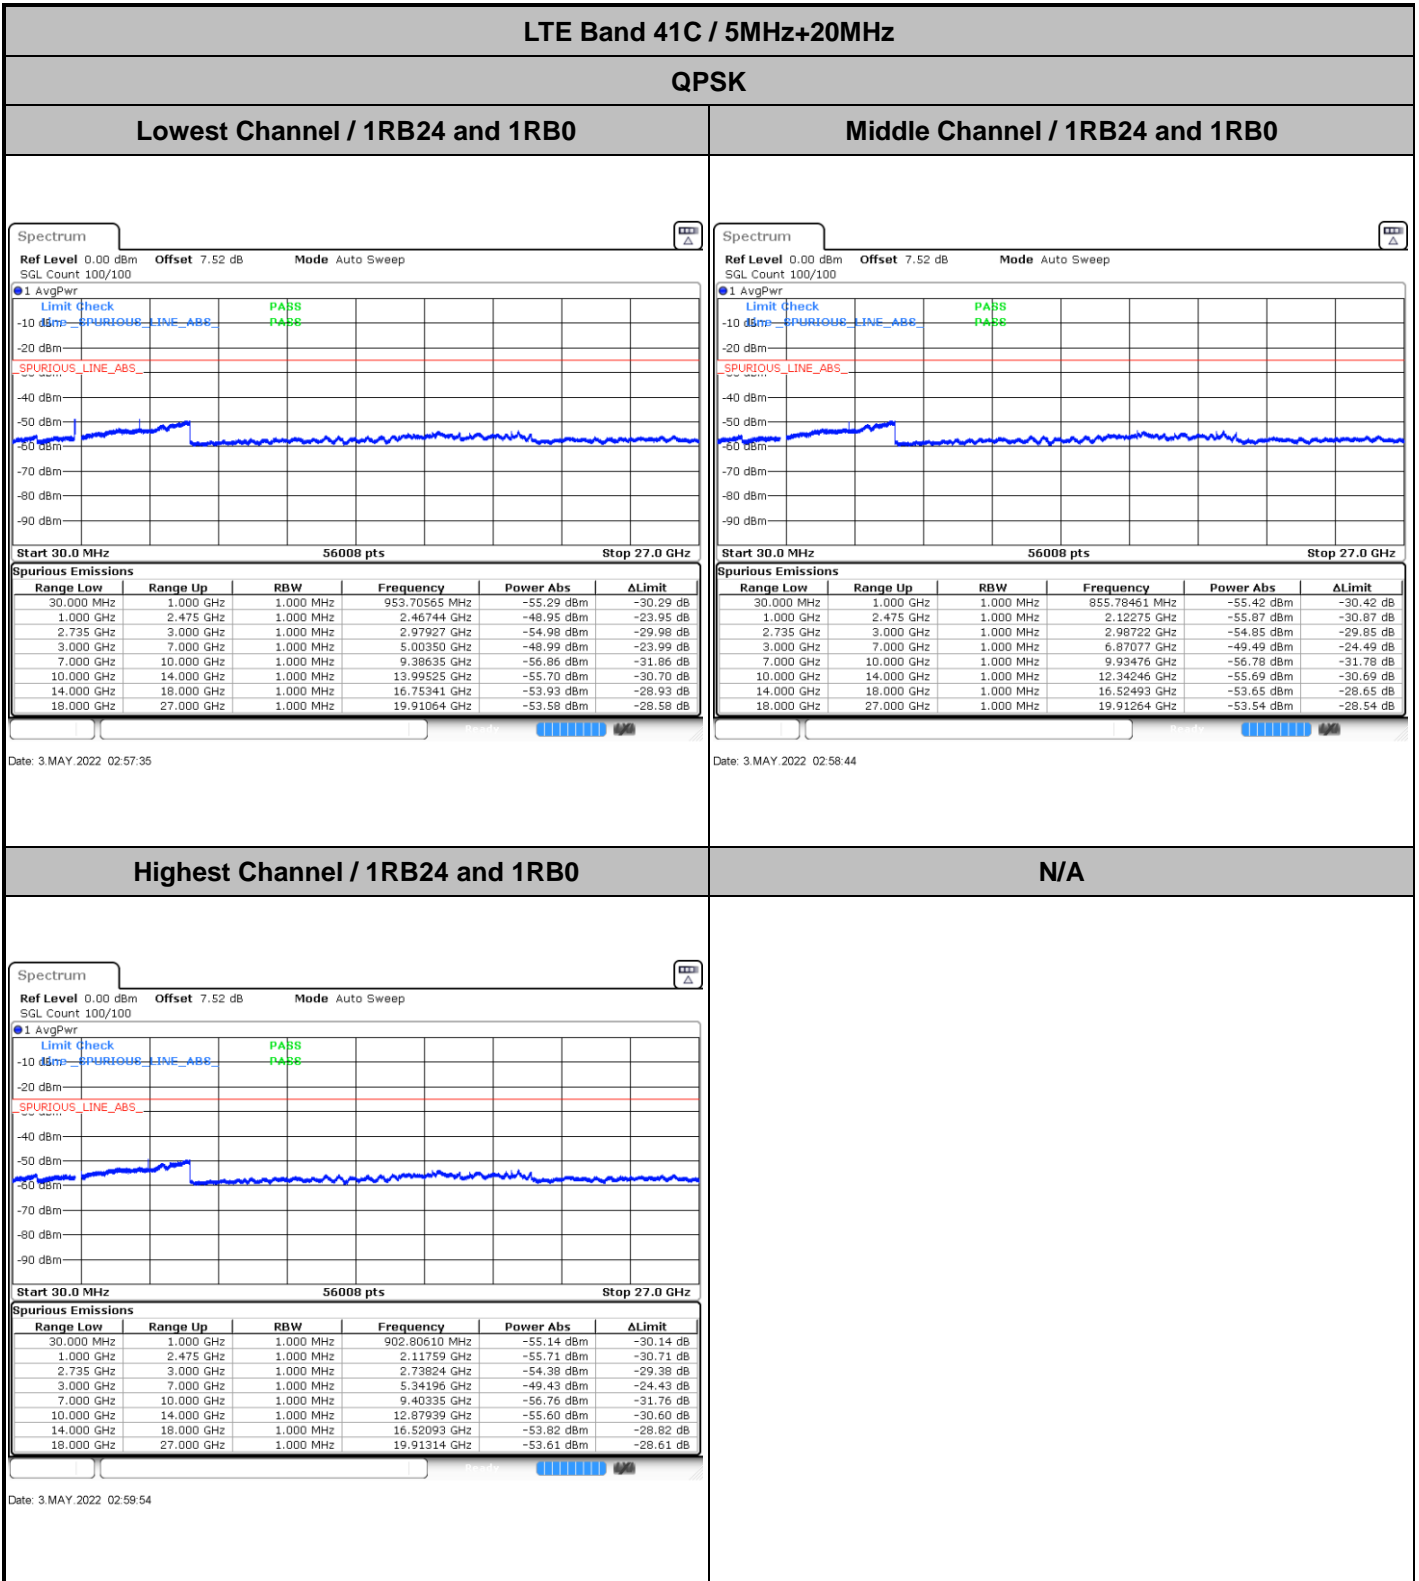 LTE Band 41C / 5MHz+20MHz
QPSK
Lowest Channel / 1RB24 and 1RB0
Middle Channel / 1RB24 and 1RB0
Spectrum
Ref Level 0.00 dBm Offset 7.52 dB Mode Auto Sweep
SGL Count 100/100
1 AvgPwr
Limit Check PASS
-10 dBm Line _SPURIOUS_LINE_ABS_ PASS
-20 dBm
_SPURIOUS_LINE_ABS_
-40 dBm
-50 dBm
-60 dBm
-70 dBm
-80 dBm
-90 dBm
Start 30.0 MHz 56008 pts Stop 27.0 GHz
Spurious Emissions
Range Low Range Up RBW Frequency Power Abs ΔLimit
30.000 MHz 1.000 GHz 1.000 MHz 953.70565 MHz -55.29 dBm -30.29 dB
1.000 GHz 2.475 GHz 1.000 MHz 2.46744 GHz -48.95 dBm -23.95 dB
2.735 GHz 3.000 GHz 1.000 MHz 2.97927 GHz -54.98 dBm -29.98 dB
3.000 GHz 7.000 GHz 1.000 MHz 5.00350 GHz -48.99 dBm -23.99 dB
7.000 GHz 10.000 GHz 1.000 MHz 9.38635 GHz -56.86 dBm -31.86 dB
10.000 GHz 14.000 GHz 1.000 MHz 13.99525 GHz -55.70 dBm -30.70 dB
14.000 GHz 18.000 GHz 1.000 MHz 16.75341 GHz -53.93 dBm -28.93 dB
18.000 GHz 27.000 GHz 1.000 MHz 19.91064 GHz -53.58 dBm -28.58 dB
Date: 3.MAY.2022 02:57:35
Spectrum
Ref Level 0.00 dBm Offset 7.52 dB Mode Auto Sweep
SGL Count 100/100
1 AvgPwr
Limit Check PASS
-10 dBm Line _SPURIOUS_LINE_ABS_ PASS
-20 dBm
_SPURIOUS_LINE_ABS_
-40 dBm
-50 dBm
-60 dBm
-70 dBm
-80 dBm
-90 dBm
Start 30.0 MHz 56008 pts Stop 27.0 GHz
Spurious Emissions
Range Low Range Up RBW Frequency Power Abs ΔLimit
30.000 MHz 1.000 GHz 1.000 MHz 855.78461 MHz -55.42 dBm -30.42 dB
1.000 GHz 2.475 GHz 1.000 MHz 2.12275 GHz -55.87 dBm -30.87 dB
2.735 GHz 3.000 GHz 1.000 MHz 2.98722 GHz -54.85 dBm -29.85 dB
3.000 GHz 7.000 GHz 1.000 MHz 6.87077 GHz -49.49 dBm -24.49 dB
7.000 GHz 10.000 GHz 1.000 MHz 9.93476 GHz -56.78 dBm -31.78 dB
10.000 GHz 14.000 GHz 1.000 MHz 12.34246 GHz -55.69 dBm -30.69 dB
14.000 GHz 18.000 GHz 1.000 MHz 16.52493 GHz -53.65 dBm -28.65 dB
18.000 GHz 27.000 GHz 1.000 MHz 19.91264 GHz -53.54 dBm -28.54 dB
Date: 3.MAY.2022 02:58:44
Highest Channel / 1RB24 and 1RB0
N/A
Spectrum
Ref Level 0.00 dBm Offset 7.52 dB Mode Auto Sweep
SGL Count 100/100
1 AvgPwr
Limit Check PASS
-10 dBm Line _SPURIOUS_LINE_ABS_ PASS
-20 dBm
_SPURIOUS_LINE_ABS_
-40 dBm
-50 dBm
-60 dBm
-70 dBm
-80 dBm
-90 dBm
Start 30.0 MHz 56008 pts Stop 27.0 GHz
Spurious Emissions
Range Low Range Up RBW Frequency Power Abs ΔLimit
30.000 MHz 1.000 GHz 1.000 MHz 902.80610 MHz -55.14 dBm -30.14 dB
1.000 GHz 2.475 GHz 1.000 MHz 2.11759 GHz -55.71 dBm -30.71 dB
2.735 GHz 3.000 GHz 1.000 MHz 2.73824 GHz -54.38 dBm -29.38 dB
3.000 GHz 7.000 GHz 1.000 MHz 5.34196 GHz -49.43 dBm -24.43 dB
7.000 GHz 10.000 GHz 1.000 MHz 9.40335 GHz -56.76 dBm -31.76 dB
10.000 GHz 14.000 GHz 1.000 MHz 12.87939 GHz -55.60 dBm -30.60 dB
14.000 GHz 18.000 GHz 1.000 MHz 16.52093 GHz -53.82 dBm -28.82 dB
18.000 GHz 27.000 GHz 1.000 MHz 19.91314 GHz -53.61 dBm -28.61 dB
Date: 3.MAY.2022 02:59:54